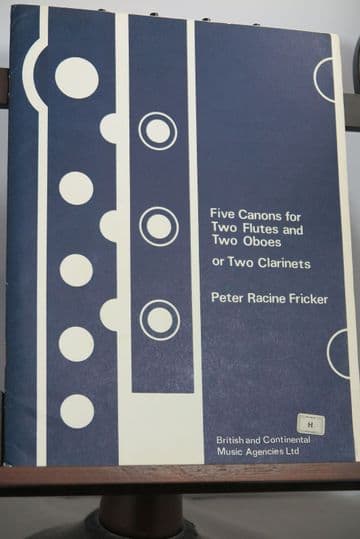 Five Canons for
Two Flutes and
Two Oboes
or Two Clarinets
Peter Racine Fricker
H
British and Continental
Music Agencies Ltd